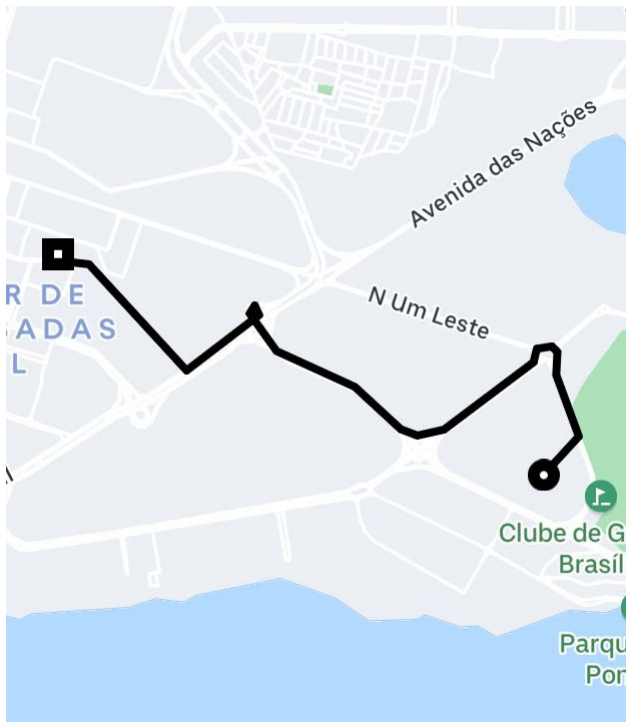 Avenida das Nações
N Um Leste
R DE
SADAS
L
Clube de G
Brasíl
Parqu
Pon